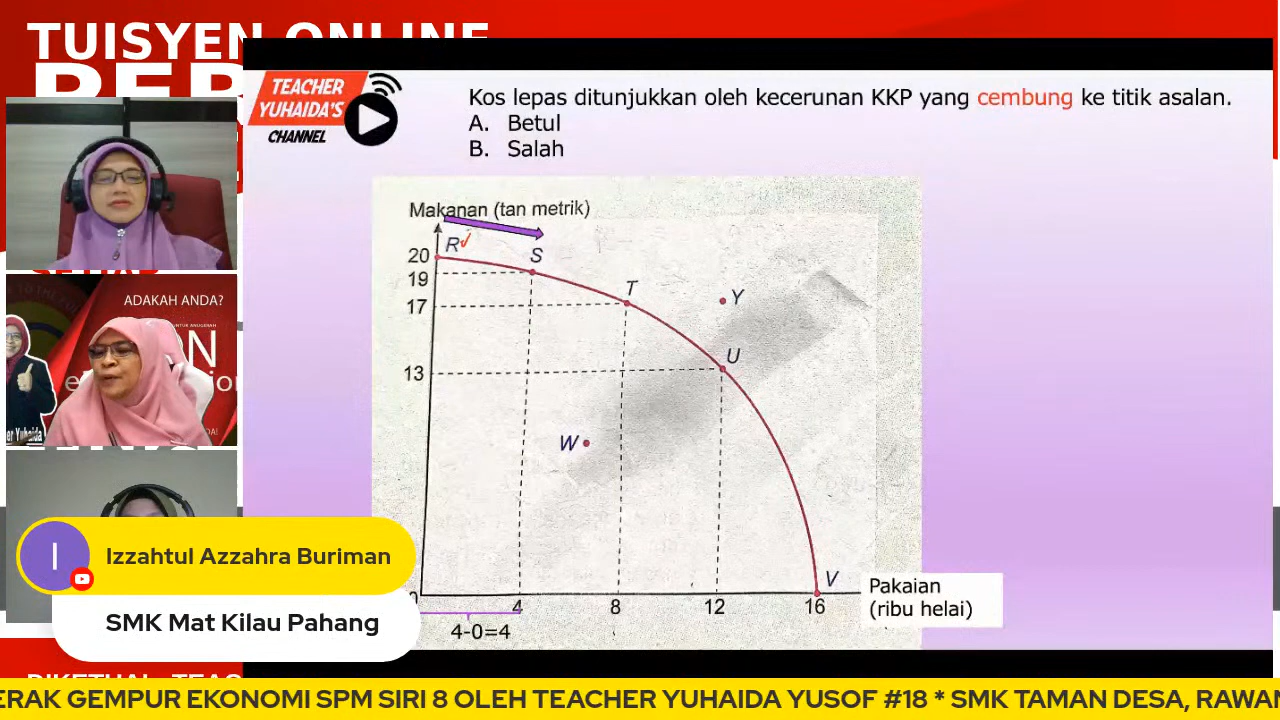 TUISYEN ONLINE
TEACHER
YUHAIDA'S
CHANNEL
Kos lepas ditunjukkan oleh kecerunan KKP yang cembung ke titik asalan.
A. Betul
B. Salah
Makanan (tan metrik)
R
S
T
Y
U
W
V
20
19
17
13
4
8
12
16
Pakaian
(ribu helai)
4-0=4
ADAKAH ANDA?
Izzahtul Azzahra Buriman
I
SMK Mat Kilau Pahang
ERAK GEMPUR EKONOMI SPM SIRI 8 OLEH TEACHER YUHAIDA YUSOF #18 * SMK TAMAN DESA, RAWAN